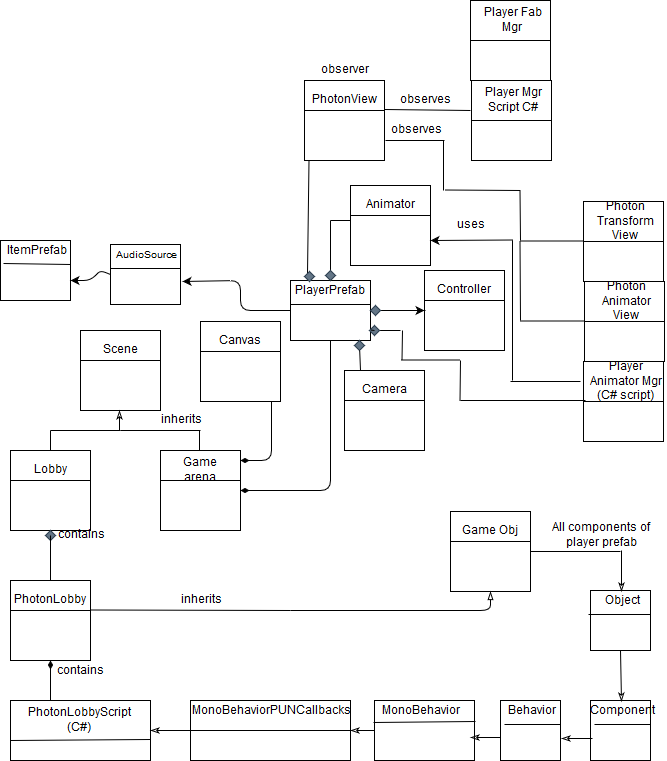 Player Fab
Mgr
observer
PhotonView
observes
Player Mgr
Script C#
observes
Animator
uses
Photon
Transform
View
ItemPrefab
AudioSource
PlayerPrefab
Controller
Photon
Animator
View
Scene
Canvas
Camera
Player
Animator Mgr
(C# script)
inherits
Lobby
Game
arena
contains
Game Obj
All components of
player prefab
PhotonLobby
inherits
Object
contains
PhotonLobbyScript
(C#)
MonoBehaviorPUNCallbacks
MonoBehavior
Behavior
Component